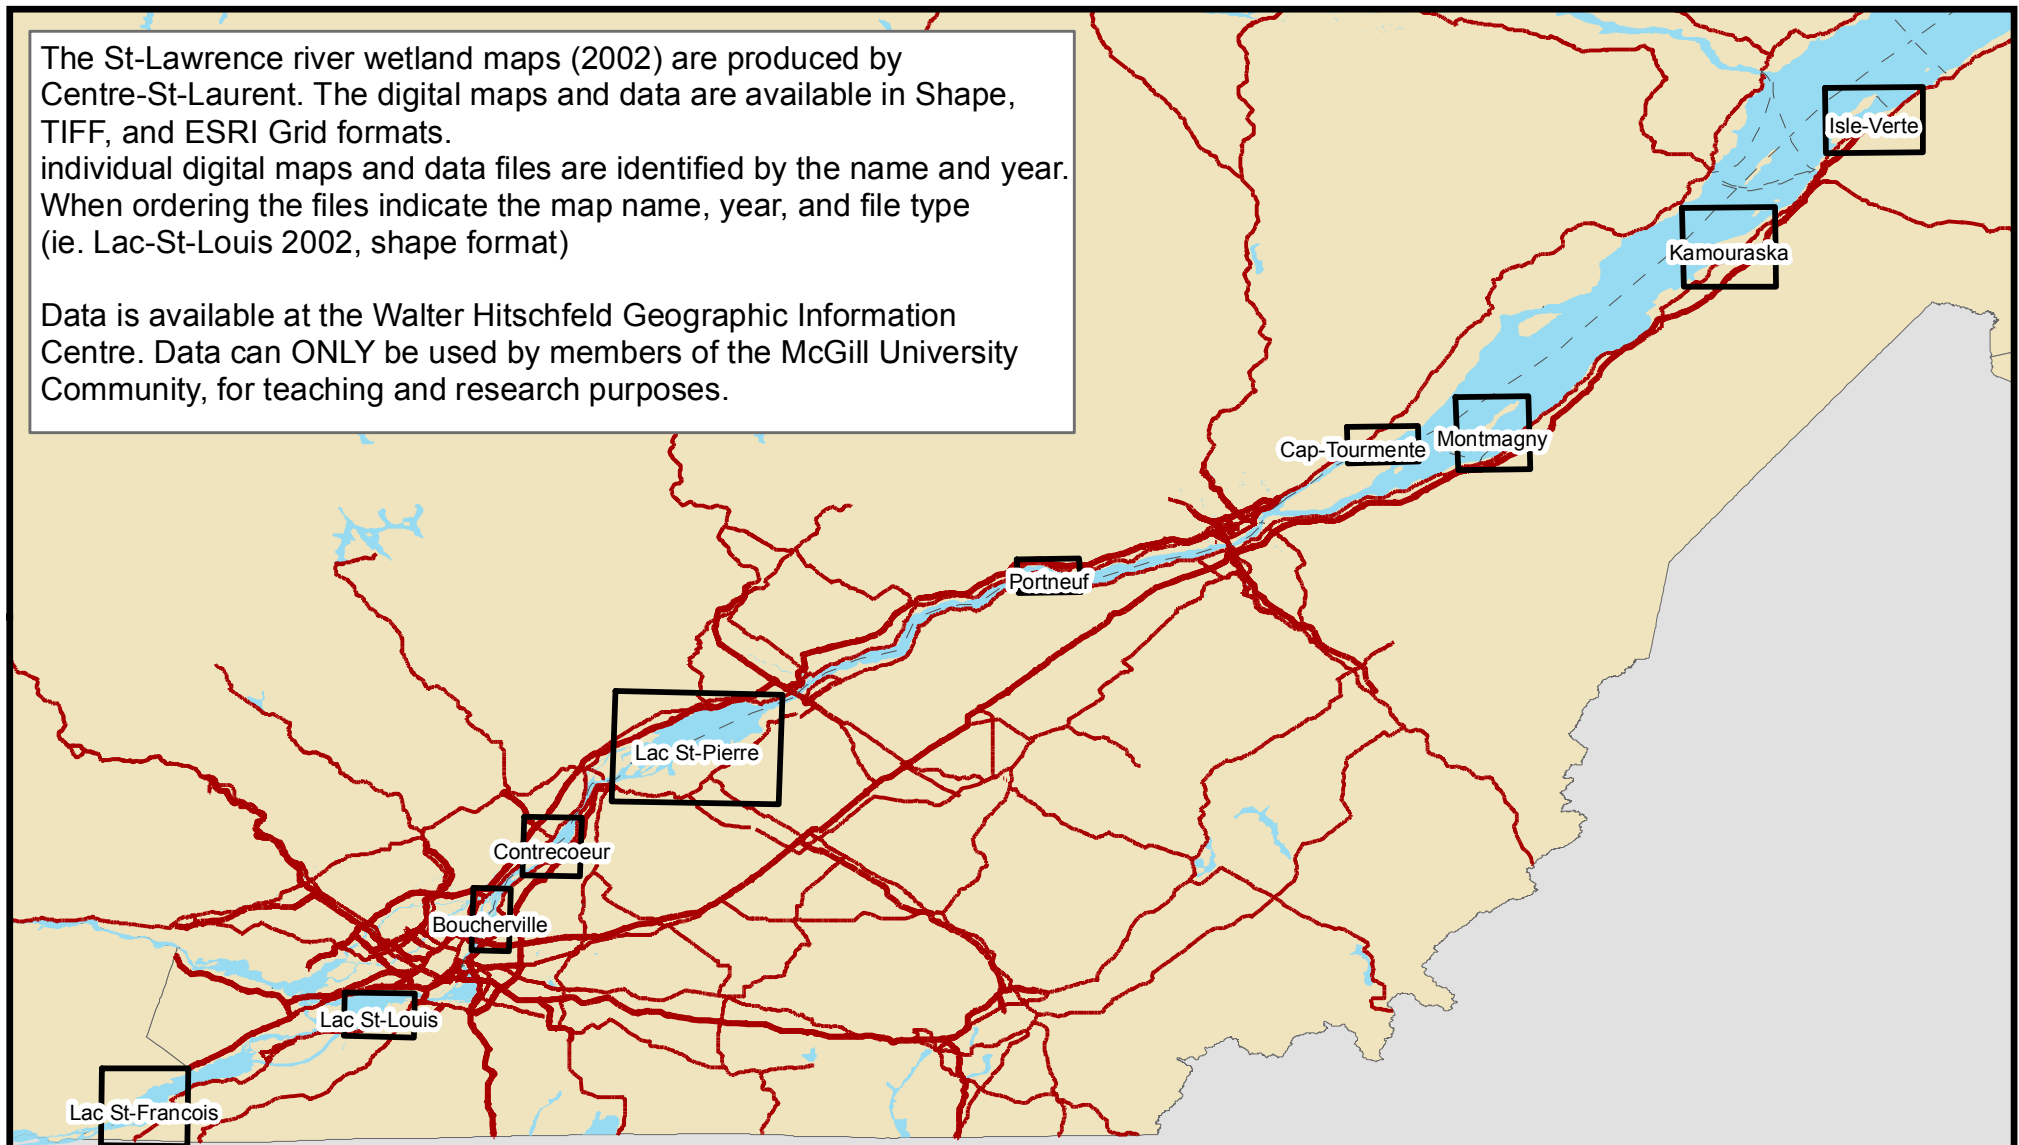 The St-Lawrence river wetland maps (2002) are produced by
Centre-St-Laurent. The digital maps and data are available in Shape,
TIFF, and ESRI Grid formats.
individual digital maps and data files are identified by the name and year.
When ordering the files indicate the map name, year, and file type
(ie. Lac-St-Louis 2002, shape format)
Data is available at the Walter Hitschfeld Geographic Information
Centre. Data can ONLY be used by members of the McGill University
Community, for teaching and research purposes.
Isle-Verte
Kamouraska
Montmagny
Cap-Tourmente
Portneuf
Lac St-Pierre
Contrecoeur
Boucherville
Lac St-Louis
Lac St-Francois